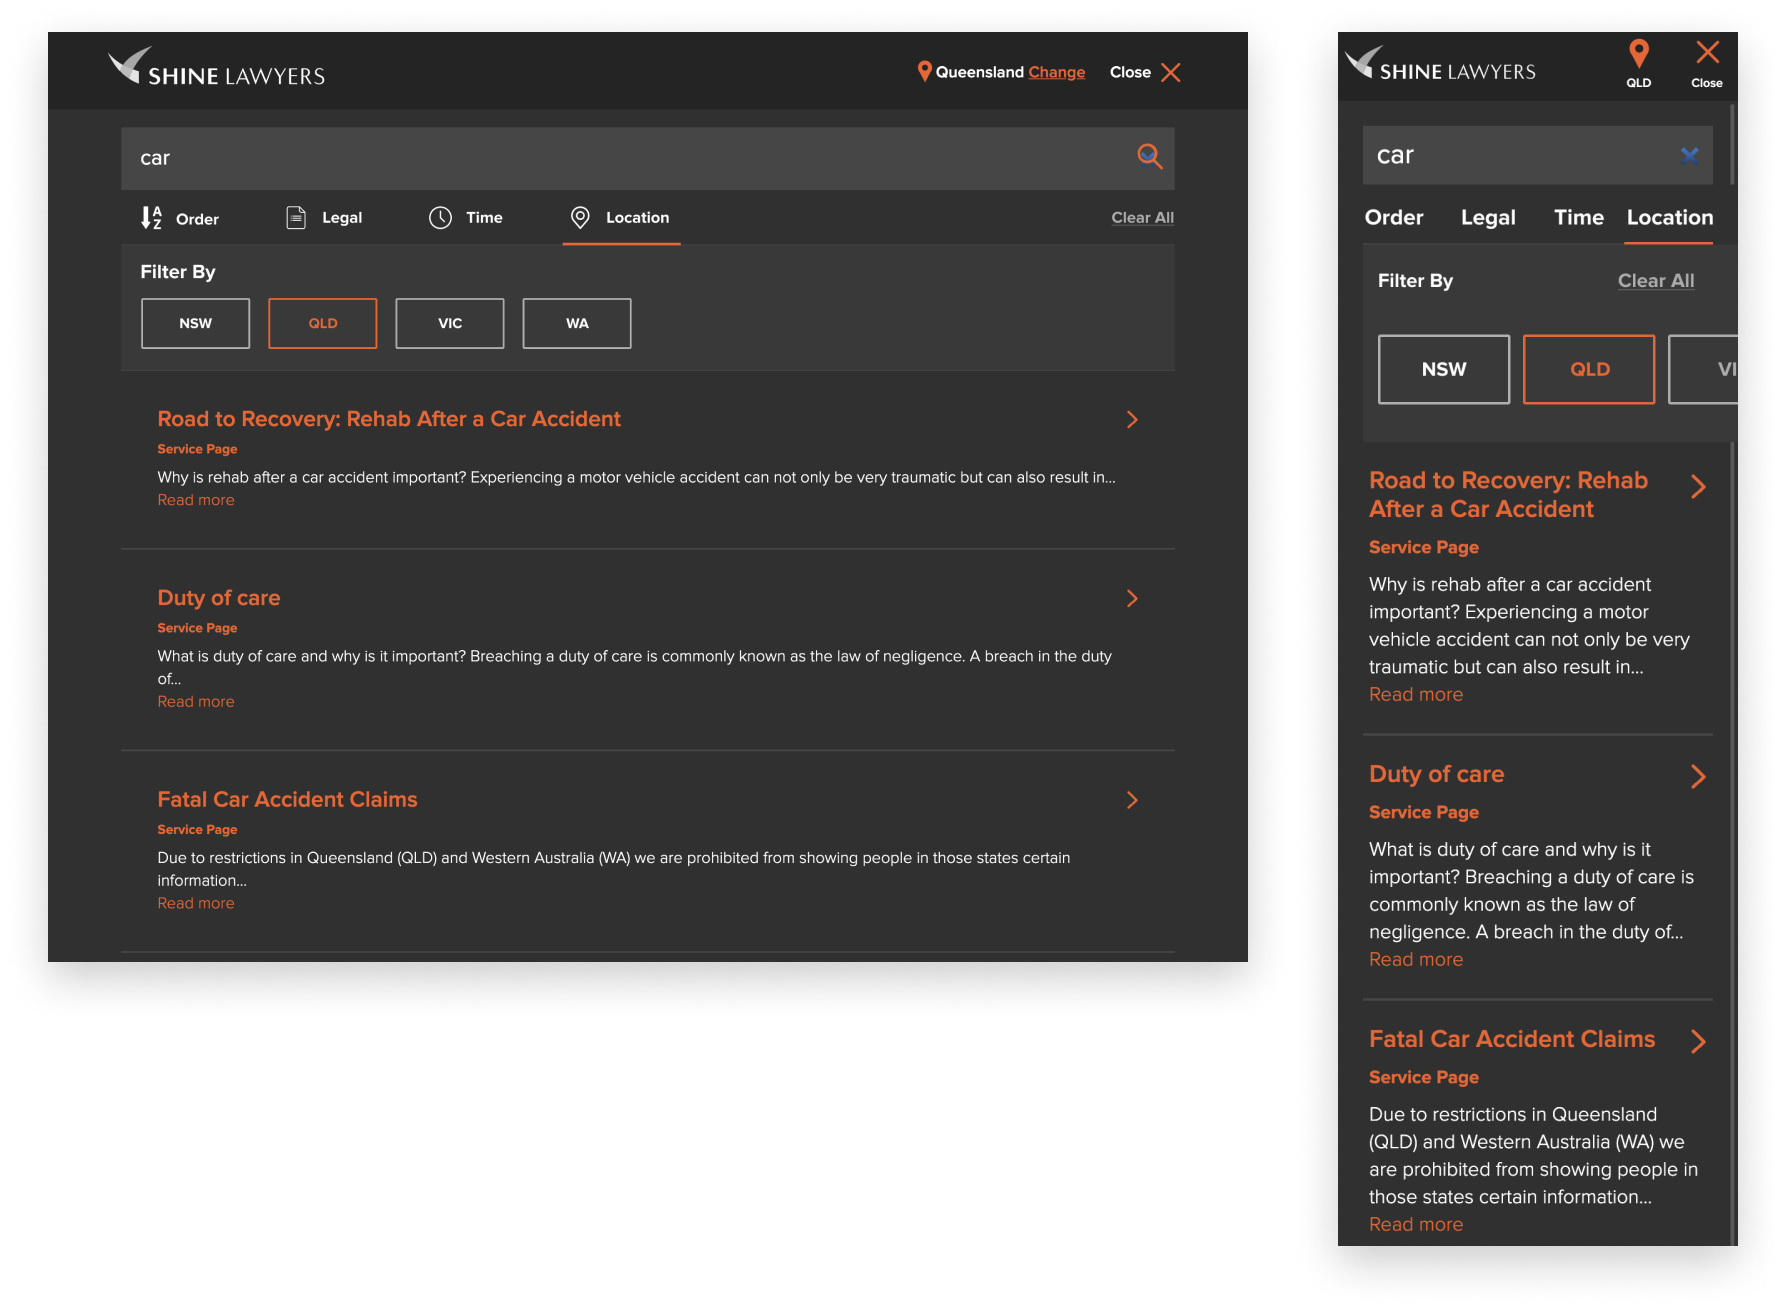 SHINE LAWYERS
Queensland Change Close
car
Order Legal Time Location Clear All
Filter By
NSW QLD VIC WA
Road to Recovery: Rehab After a Car Accident
Service Page
Why is rehab after a car accident important? Experiencing a motor vehicle accident can not only be very traumatic but can also result in...
Read more
Duty of care
Service Page
What is duty of care and why is it important? Breaching a duty of care is commonly known as the law of negligence. A breach in the duty
of...
Read more
Fatal Car Accident Claims
Service Page
Due to restrictions in Queensland (QLD) and Western Australia (WA) we are prohibited from showing people in those states certain
information...
Read more
SHINE LAWYERS
QLD Close
car
Order Legal Time Location
Filter By Clear All
NSW QLD VI
Road to Recovery: Rehab
After a Car Accident
Service Page
Why is rehab after a car accident
important? Experiencing a motor
vehicle accident can not only be very
traumatic but can also result in...
Read more
Duty of care
Service Page
What is duty of care and why is it
important? Breaching a duty of care is
commonly known as the law of
negligence. A breach in the duty of...
Read more
Fatal Car Accident Claims
Service Page
Due to restrictions in Queensland
(QLD) and Western Australia (WA) we
are prohibited from showing people in
those states certain information...
Read more